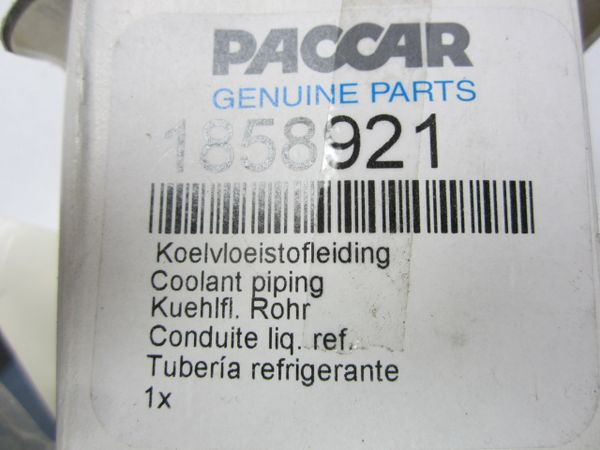 PACCAR
GENUINE PARTS
1858921
Koelvloeistofleiding
Coolant piping
Kuehlfl. Rohr
Conduite liq. ref.
Tubería refrigerante
1x